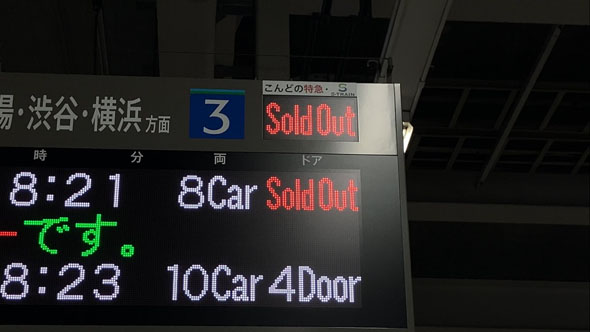 こんどの特急・S
S-TRAIN
場・渋谷・横浜方面 3 Sold Out
時 分 両 ドア
8:21 8Car Sold Out
ーです。
8:23 10Car 4Door